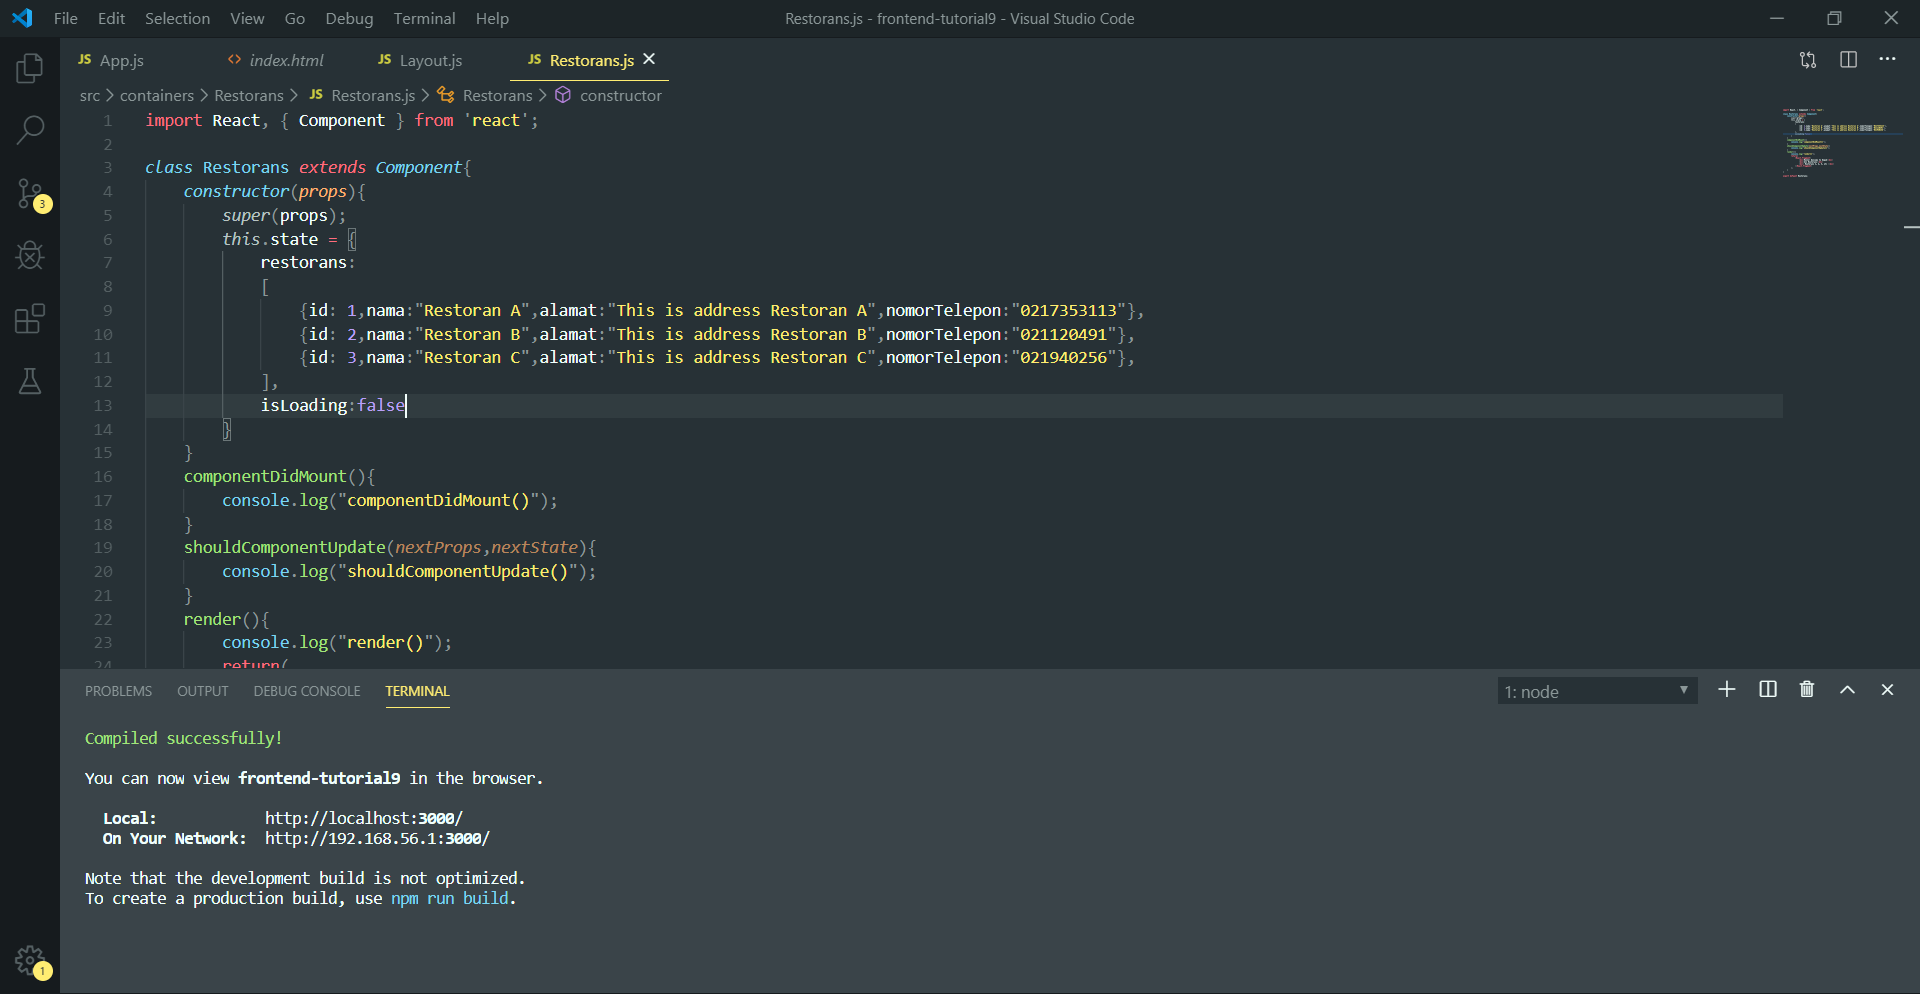 File Edit Selection View Go Debug Terminal Help
Restorans.js - frontend-tutorial9 - Visual Studio Code
JS App.js <> index.html JS Layout.js JS Restorans.js
src > containers > Restorans > JS Restorans.js > Restorans > constructor
1 import React, { Component } from 'react';
2
3 class Restorans extends Component{
4 constructor(props){
5 super(props);
6 this.state = {
7 restorans:
8 [
9 {id: 1,nama:"Restoran A",alamat:"This is address Restoran A",nomorTelepon:"0217353113"},
10 {id: 2,nama:"Restoran B",alamat:"This is address Restoran B",nomorTelepon:"021120491"},
11 {id: 3,nama:"Restoran C",alamat:"This is address Restoran C",nomorTelepon:"021940256"},
12 ],
13 isLoading:false
14 }
15 }
16 componentDidMount(){
17 console.log("componentDidMount()");
18 }
19 shouldComponentUpdate(nextProps,nextState){
20 console.log("shouldComponentUpdate()");
21 }
22 render(){
23 console.log("render()");
24 return(
3
1
PROBLEMS OUTPUT DEBUG CONSOLE TERMINAL
1: node
Compiled successfully!
You can now view frontend-tutorial9 in the browser.
Local: http://localhost:3000/
On Your Network: http://192.168.56.1:3000/
Note that the development build is not optimized.
To create a production build, use npm run build.